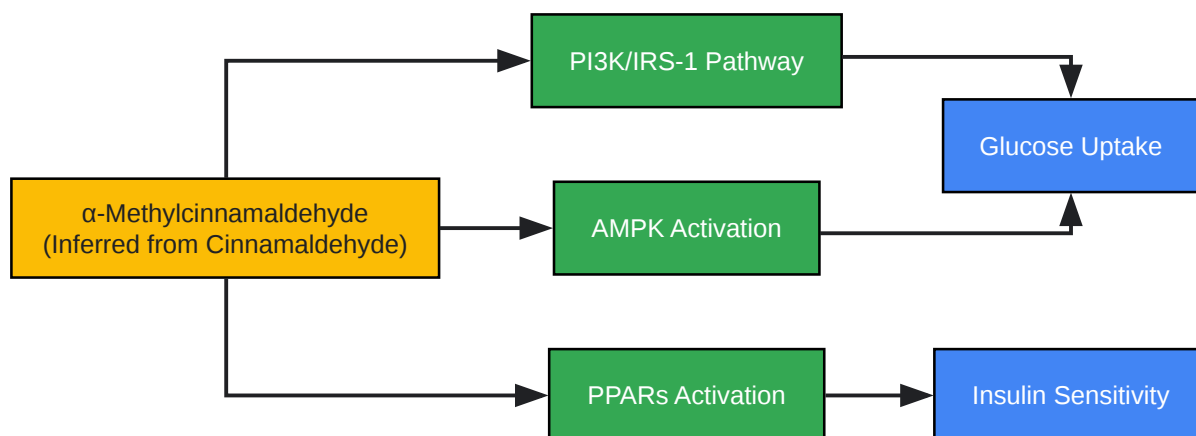 PI3K/IRS-1 Pathway
Glucose Uptake
α-Methylcinnamaldehyde
(Inferred from Cinnamaldehyde)
AMPK Activation
PPARs Activation
Insulin Sensitivity